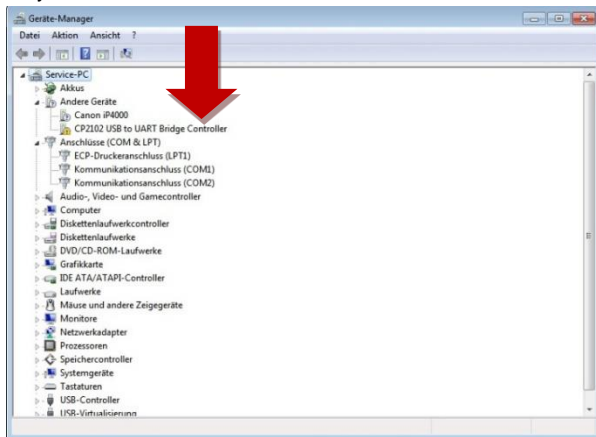 Geräte-Manager
Datei Aktion Ansicht ?
Service-PC
Akkus
Andere Geräte
Canon iP4000
CP2102 USB to UART Bridge Controller
Anschlüsse (COM & LPT)
ECP-Druckeranschluss (LPT1)
Kommunikationsanschluss (COM1)
Kommunikationsanschluss (COM2)
Audio-, Video- und Gamecontroller
Computer
Diskettenlaufwerkcontroller
Diskettenlaufwerke
DVD/CD-ROM-Laufwerke
Grafikkarte
IDE ATA/ATAPI-Controller
Laufwerke
Mäuse und andere Zeigegeräte
Monitore
Netzwerkadapter
Prozessoren
Speichercontroller
Systemgeräte
Tastaturen
USB-Controller
USB-Virtualisierung